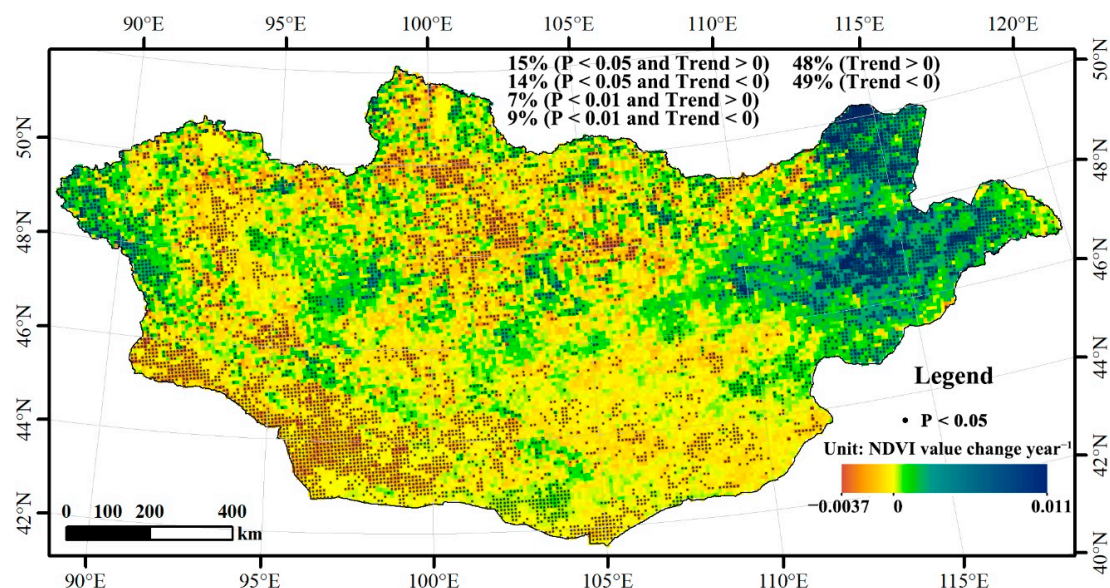 90°E 95°E 100°E 105°E 110°E 115°E 120°E
15% (P < 0.05 and Trend > 0) 48% (Trend > 0)
14% (P < 0.05 and Trend < 0) 49% (Trend < 0)
7% (P < 0.01 and Trend > 0)
9% (P < 0.01 and Trend < 0)
50°N
48°N
46°N
44°N
42°N
50°N
48°N
46°N
44°N
42°N
40°N
Legend
P < 0.05
Unit: NDVI value change year⁻¹
−0.0037 0 0.011
0 100 200 400
km
90°E 95°E 100°E 105°E 110°E 115°E